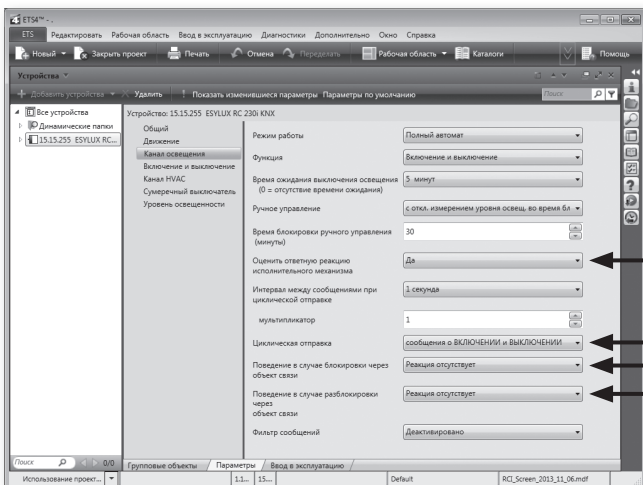 ETS4™ - .
ETS Редактировать Рабочая область Ввод в эксплуатацию Диагностики Дополнительно Окно Справка
Новый Закрыть проект Печать Отмена Переделать Рабочая область Каталоги Помощь
Устройства
Добавить устройства Удалить ! Показать изменившиеся параметры Параметры по умолчанию Поиск
Все устройства
Динамические папки
15.15.255 ESYLUX RC...
Устройство: 15.15.255 ESYLUX RC 230i KNX
Общий
Движение
Канал освещения
Включение и выключение
Канал HVAC
Сумеречный выключатель
Уровень освещенности
Режим работы Полный автомат
Функция Включение и выключение
Время ожидания выключения освещения 5 минут
(0 = отсутствие времени ожидания)
Ручное управление с откл. измерением уровня освещ. во время бл
Время блокировки ручного управления 30
(минуты)
Оценить ответную реакцию Да
исполнительного механизма
Интервал между сообщениями при 1 секунда
циклической отправке
мультипликатор 1
Циклическая отправка сообщения о ВКЛЮЧЕНИИ и ВЫКЛЮЧЕНИИ
Поведение в случае блокировки через Реакция отсутствует
объект связи
Поведение в случае разблокировки Реакция отсутствует
через
объект связи
Фильтр сообщений Деактивировано
Поиск 0/0
Групповые объекты Параметры Ввод в эксплуатацию
Использование проект... 1.1... 15... Default RCI_Screen_2013_11_06.mdf